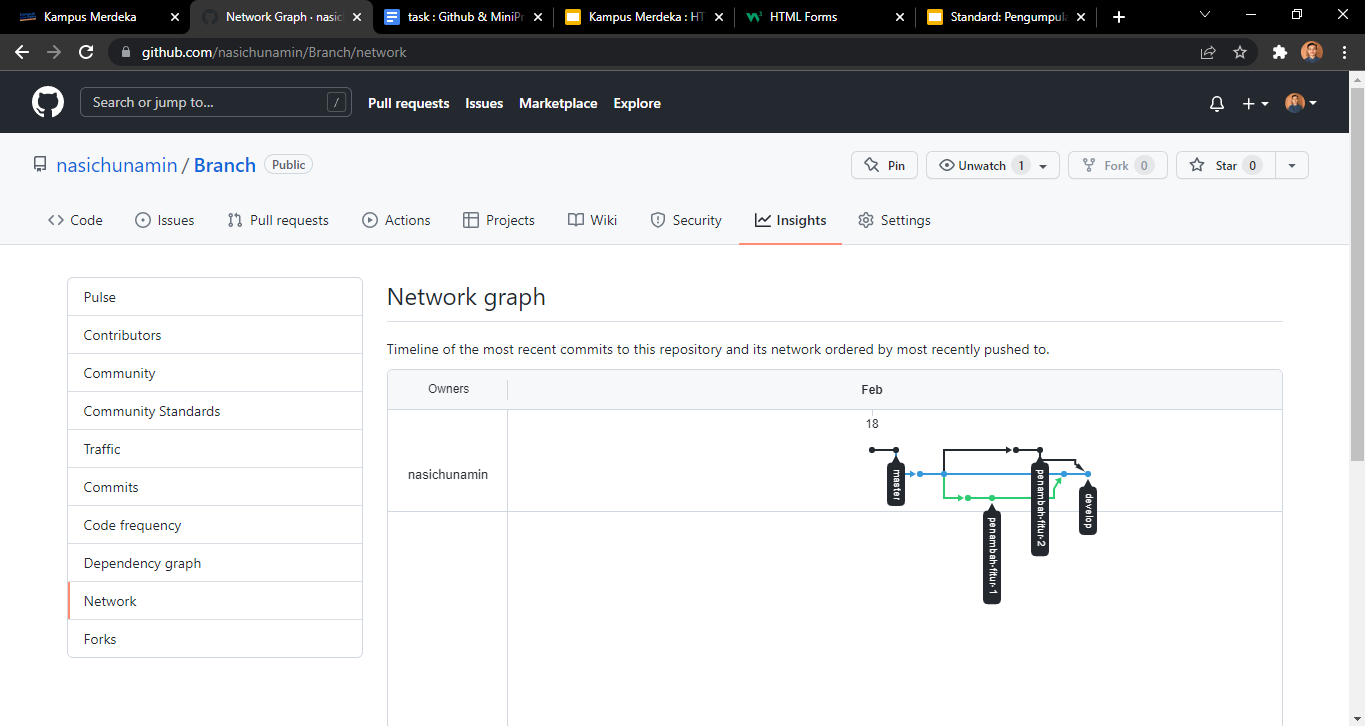 Kampus Merdeka
Network Graph · nasic
task : Github & MiniPr
Kampus Merdeka : HT
HTML Forms
Standard: Pengumpula
github.com/nasichunamin/Branch/network
Search or jump to...
/
Pull requests
Issues
Marketplace
Explore
nasichunamin / Branch
Public
Pin
Unwatch 1
Fork 0
Star 0
Code
Issues
Pull requests
Actions
Projects
Wiki
Security
Insights
Settings
Pulse
Contributors
Community
Community Standards
Traffic
Commits
Code frequency
Dependency graph
Network
Forks
Network graph
Timeline of the most recent commits to this repository and its network ordered by most recently pushed to.
Owners
Feb
18
nasichunamin
master
penambah-fitur-1
penambah-fitur-2
develop